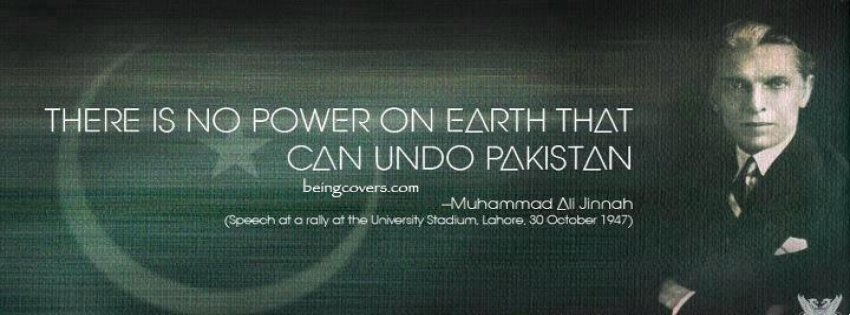 THERE IS NO POWER ON EARTH THAT
CAN UNDO PAKISTAN
beingcovers.com
–Muhammad Ali Jinnah
(Speech at a rally at the University Stadium, Lahore, 30 October 1947)